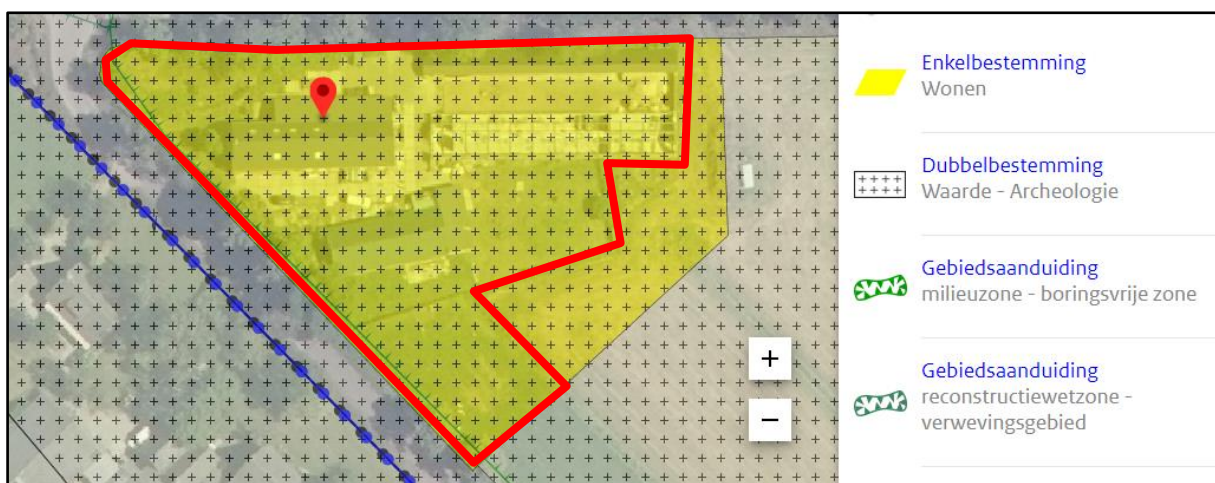 Enkelbestemming
Wonen
Dubbelbestemming
Waarde - Archeologie
Gebiedsaanduiding
milieuzone - boringsvrije zone
Gebiedsaanduiding
reconstructiewetzone -
verwevingsgebied
+
−